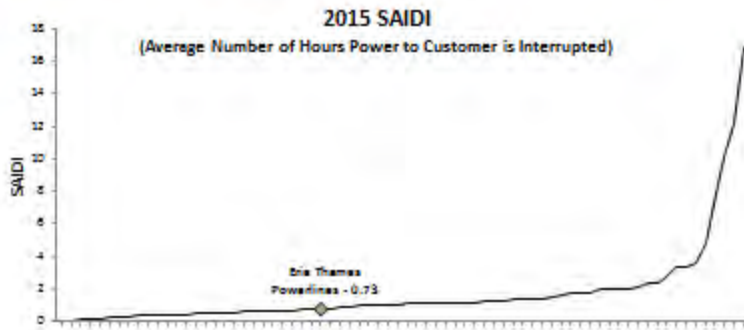 2015 SAIDI
(Average Number of Hours Power to Customer is Interrupted)
18
16
14
12
10
8
6
4
2
0
SAIDI
Erie Thames
Powerlines - 0.73